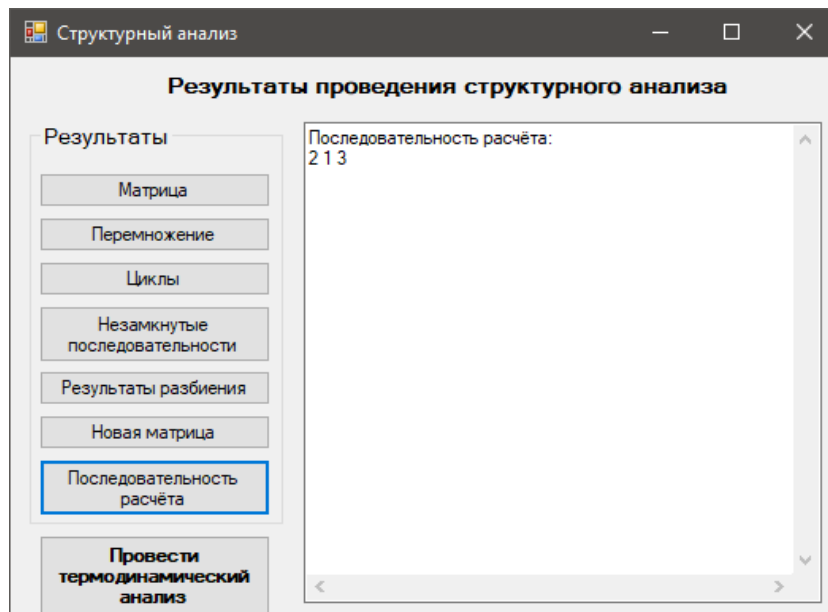 Структурный анализ
Результаты проведения структурного анализа
Результаты
Матрица
Перемножение
Циклы
Незамкнутые
последовательности
Результаты разбиения
Новая матрица
Последовательность
расчёта
Провести
термодинамический
анализ
Последовательность расчёта:
2 1 3